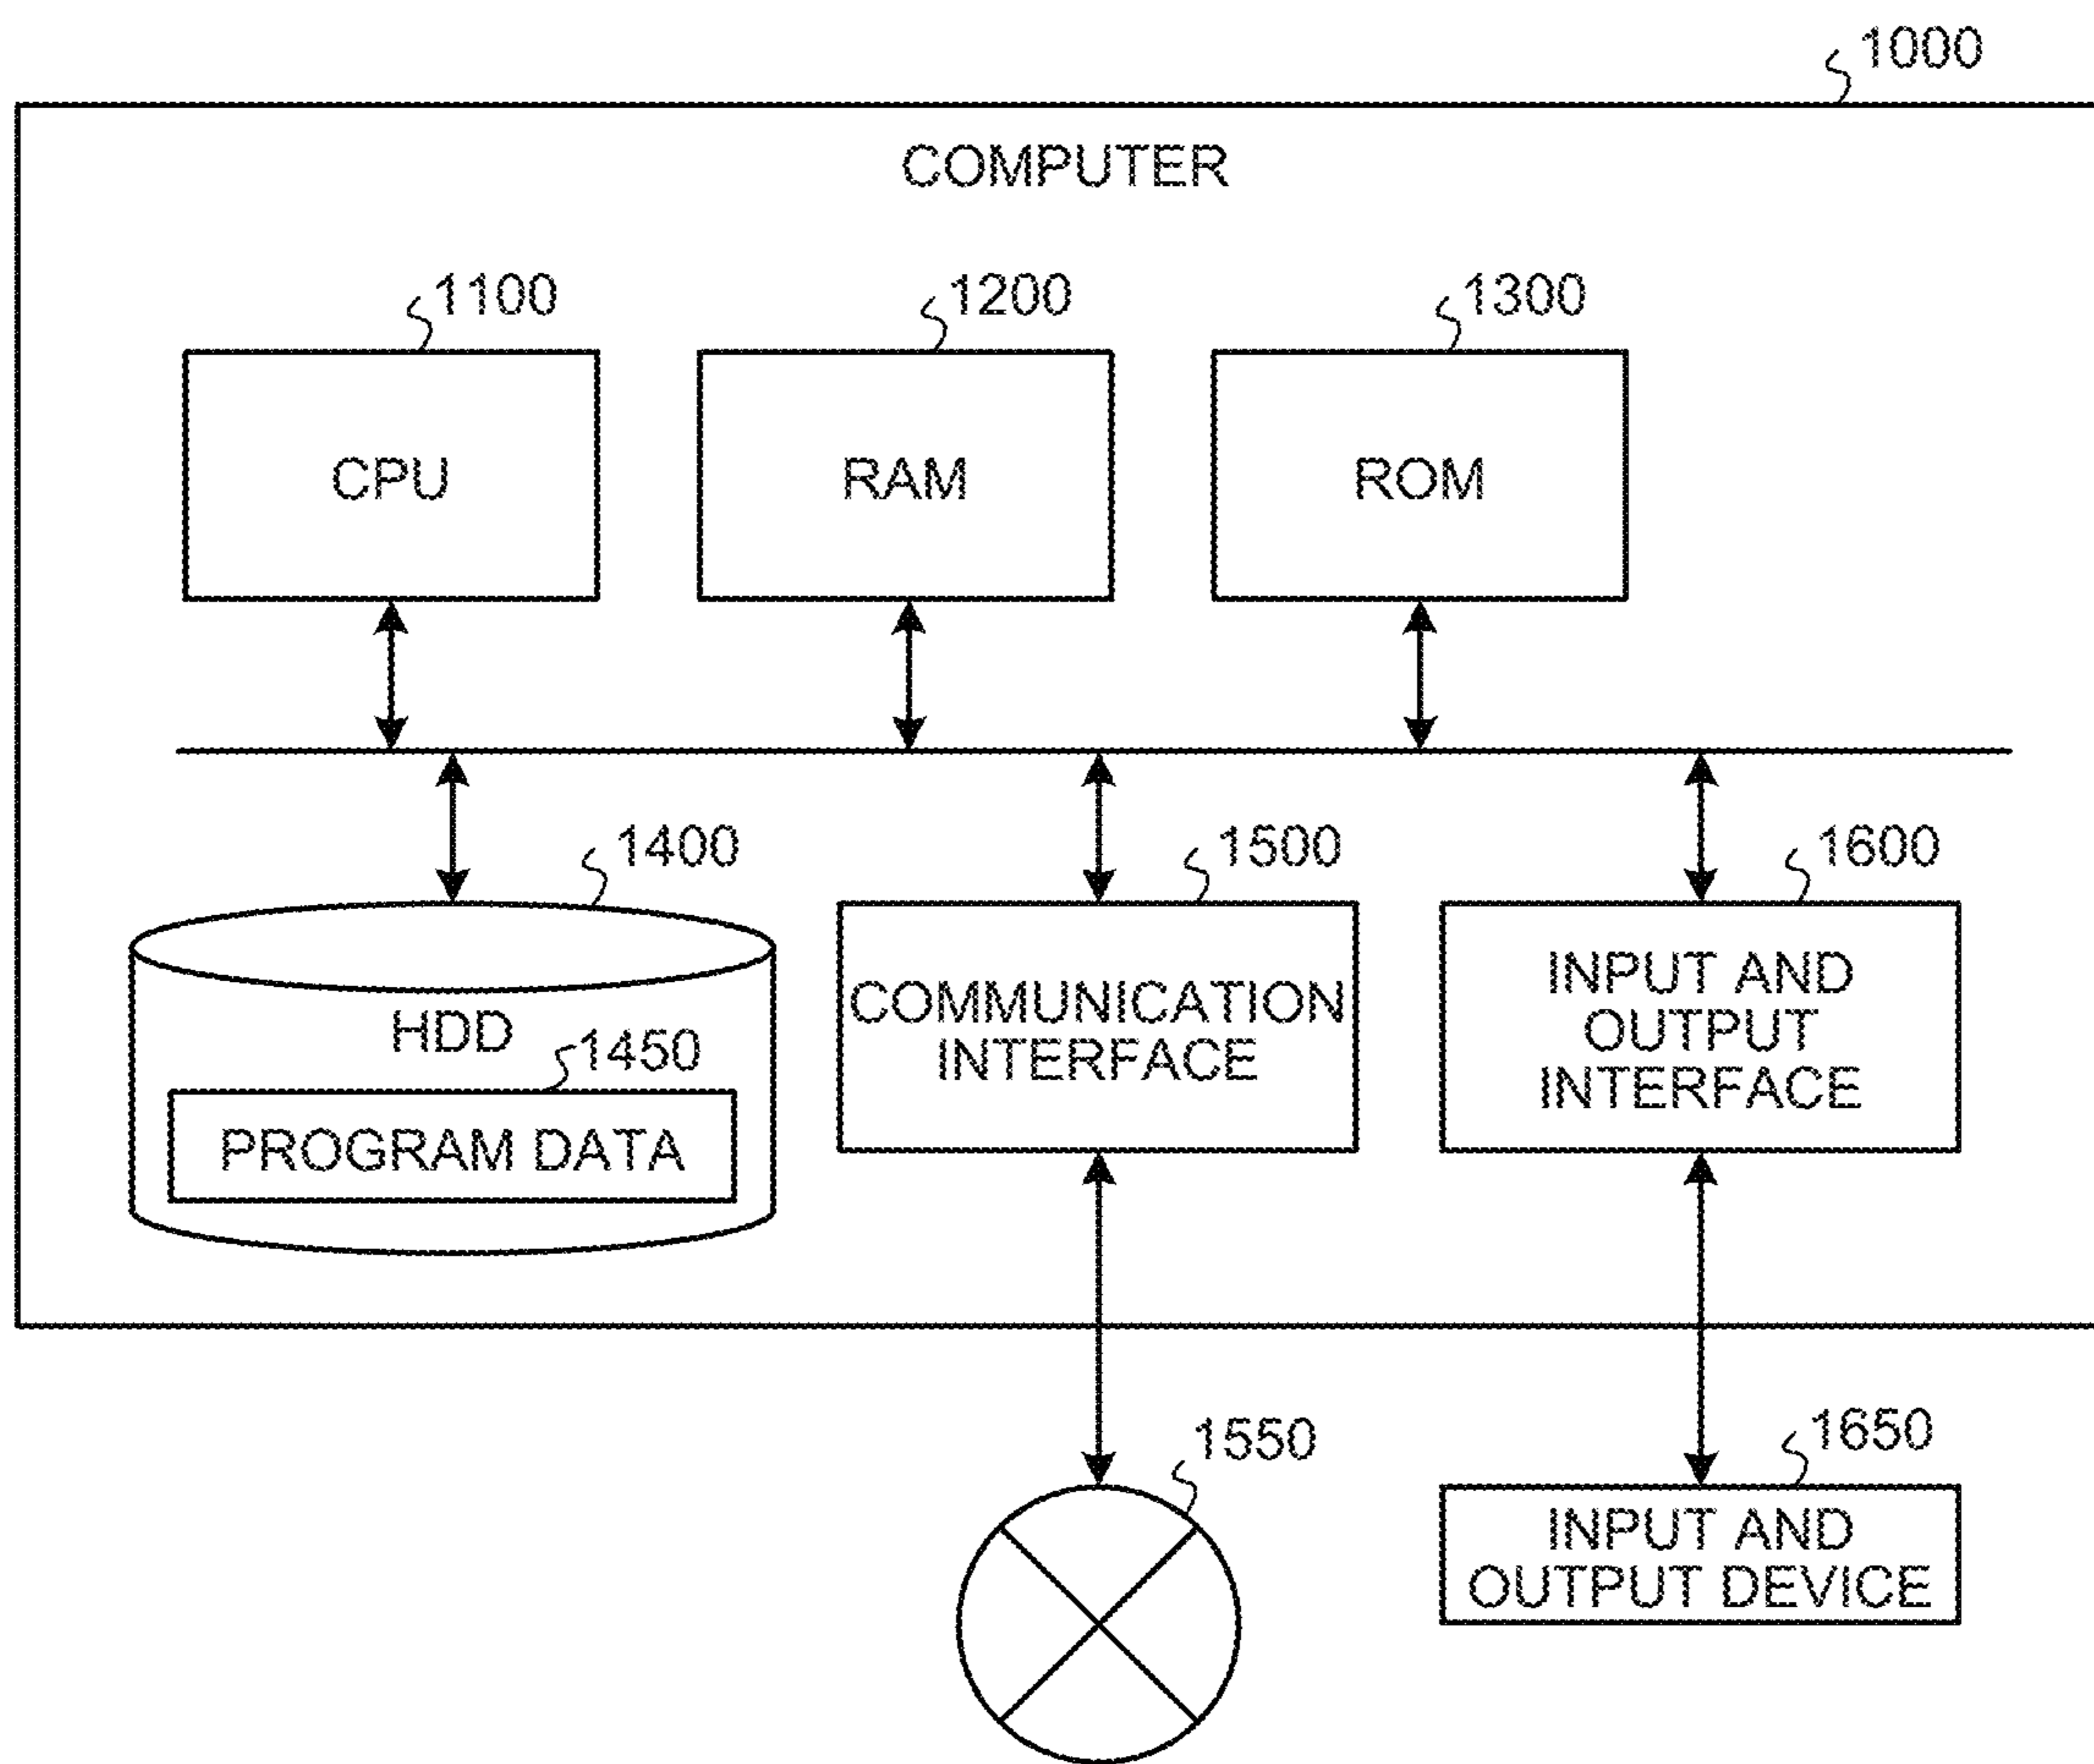 1000
COMPUTER
1100
1200
1300
CPU
RAM
ROM
1400
1500
1600
HDD
1450
PROGRAM DATA
COMMUNICATION
INTERFACE
INPUT AND
OUTPUT
INTERFACE
1550
1650
INPUT AND
OUTPUT DEVICE